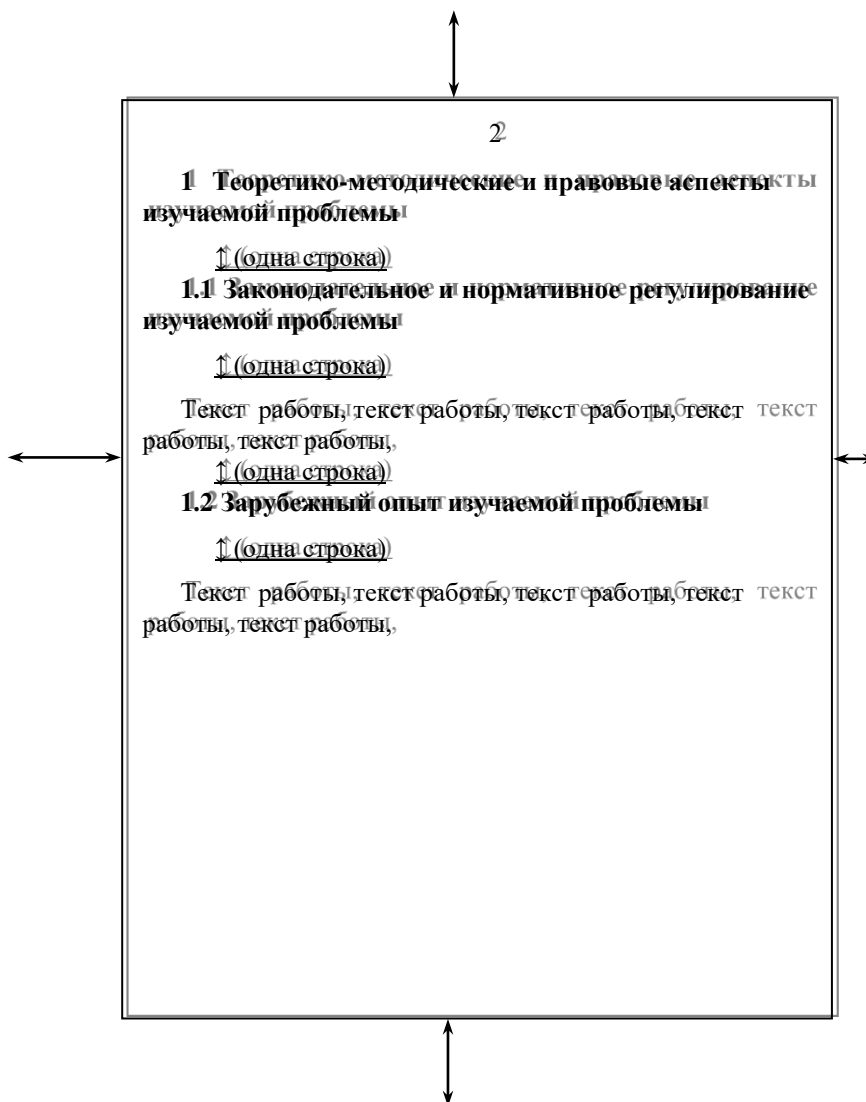 2
1 Теоретико-методические и правовые аспекты
изучаемой проблемы
↕ (одна строка)
1.1 Законодательное и нормативное регулирование
изучаемой проблемы
↕ (одна строка)
Текст работы, текст работы, текст работы, текст
работы, текст работы,
↕ (одна строка)
1.2 Зарубежный опыт изучаемой проблемы
↕ (одна строка)
Текст работы, текст работы, текст работы, текст
работы, текст работы,